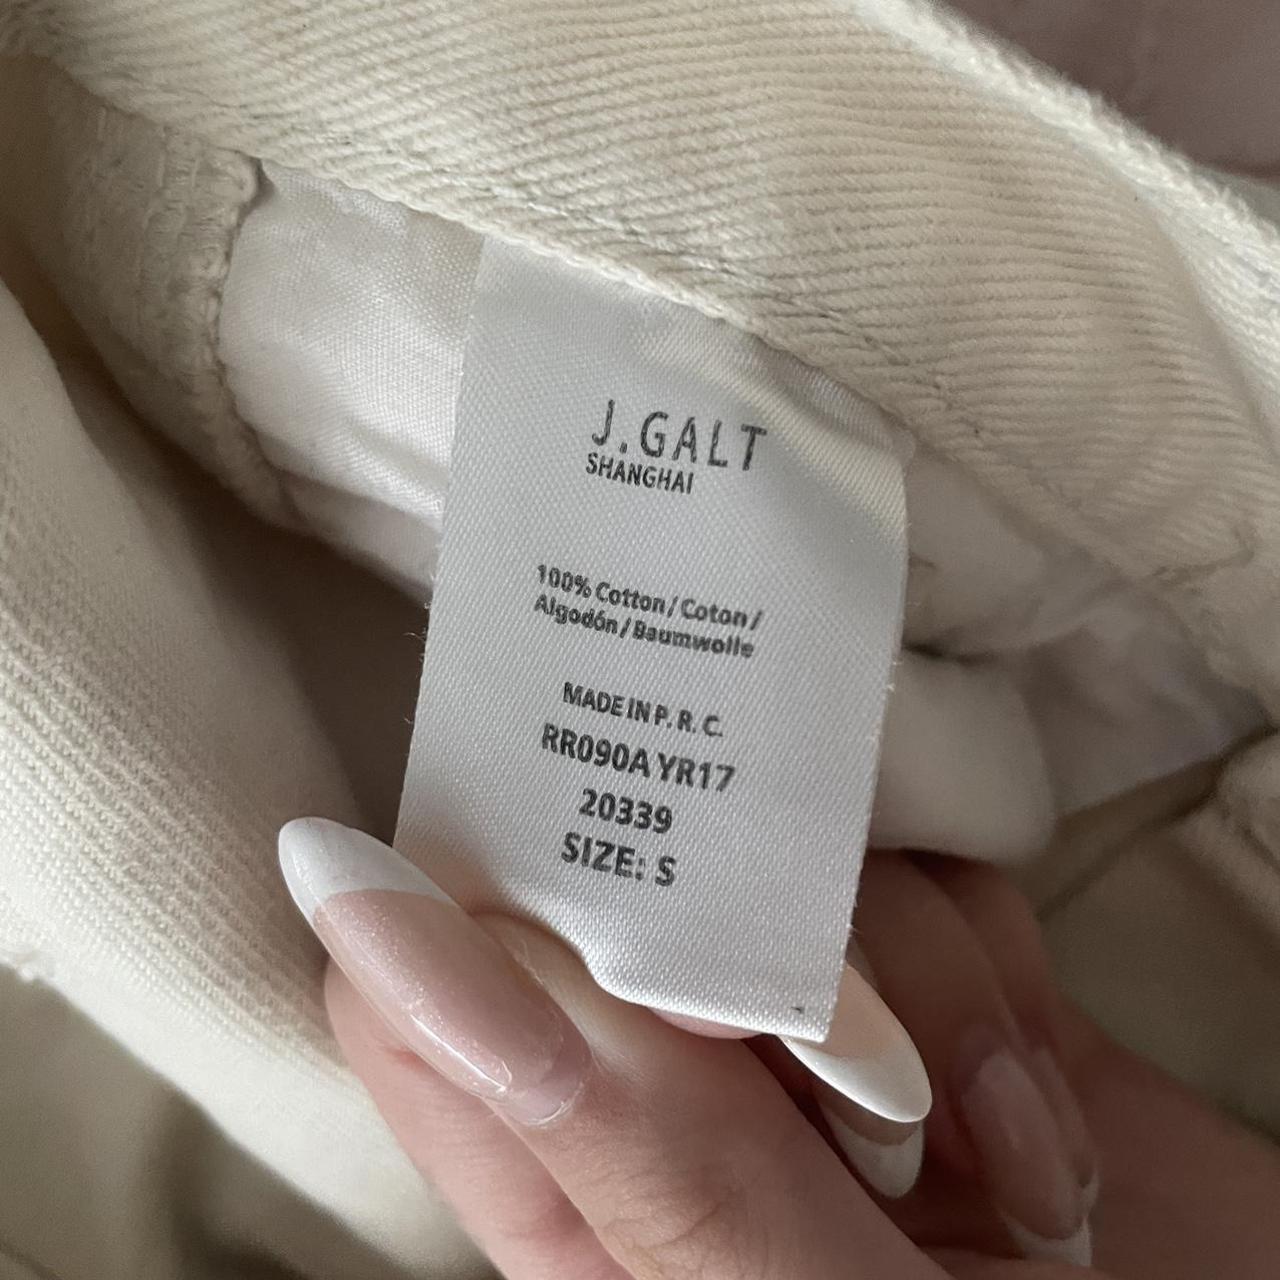 J.GALT
SHANGHAI
100% Cotton / Coton /
Algodón / Baumwolle
MADE IN P. R. C.
RR090A YR17
20339
SIZE: S